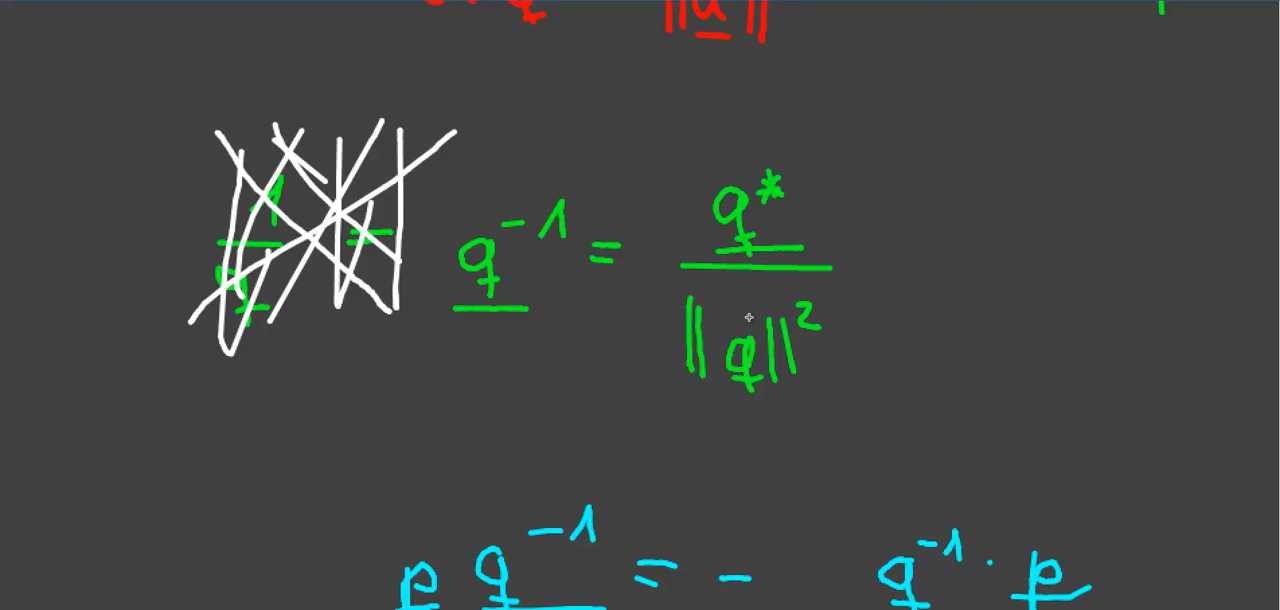 ‖u‖
q⁻¹ = q* / ‖q‖²
p q⁻¹ = - q⁻¹ · p